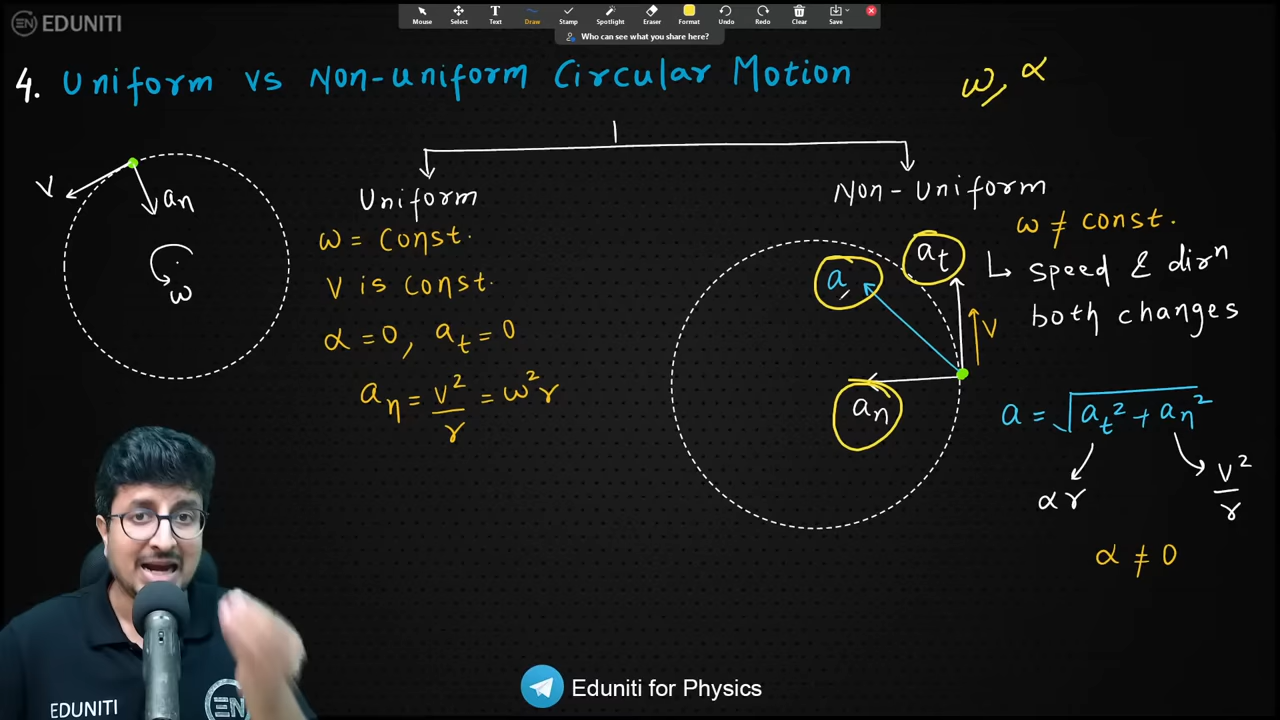 EDUNITI
Mouse Select Text Draw Stamp Spotlight Eraser Format Undo Redo Clear Save
Who can see what you share here?
4. Uniform vs Non-uniform Circular Motion
ω, α
V
an
ω
Uniform
ω = const.
V is const.
α = 0, at = 0
an = V²/r = ω²r
Non-Uniform
ω ≠ const.
↳ speed & dirn
both changes
at
a
V
an
a = √at² + an²
αr
V²/r
α ≠ 0
Eduniti for Physics
EDUNITI
EN